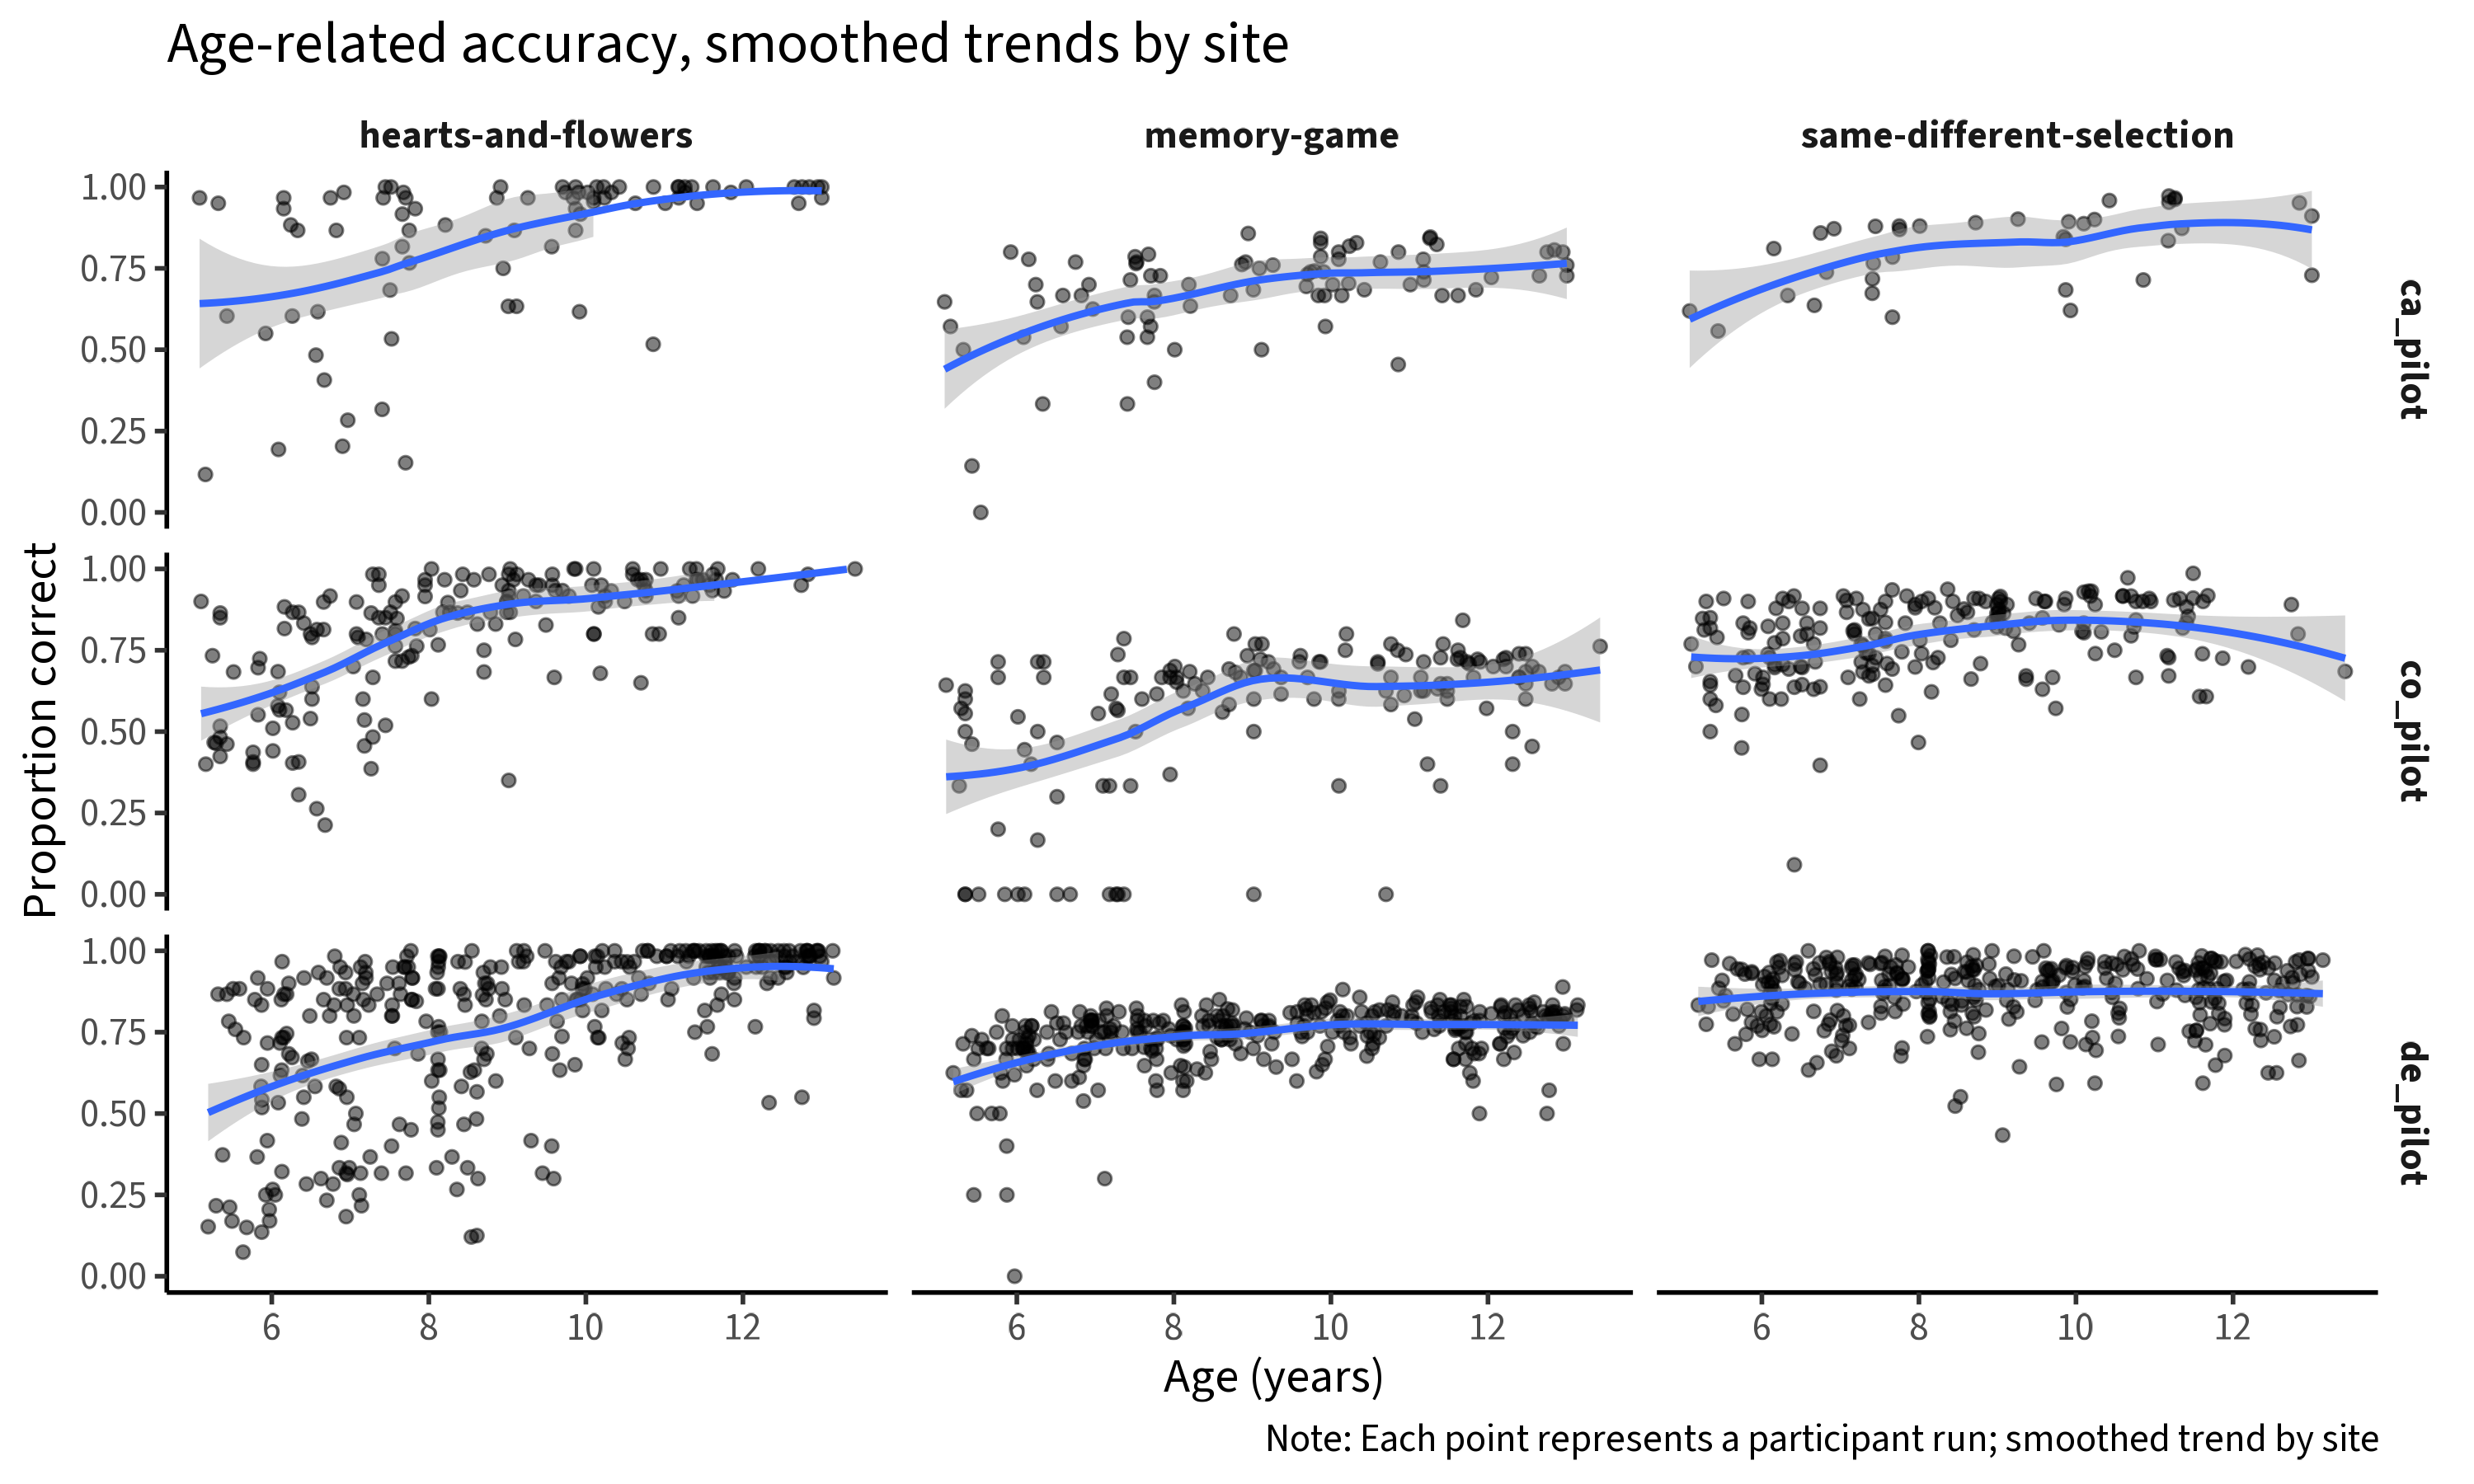 Age-related accuracy, smoothed trends by site
hearts-and-flowers
memory-game
same-different-selection
1.00
0.75
0.50
0.25
0.00
ca_pilot
1.00
0.75
0.50
0.25
0.00
co_pilot
1.00
0.75
0.50
0.25
0.00
de_pilot
Proportion correct
6 8 10 12
6 8 10 12
6 8 10 12
Age (years)
Note: Each point represents a participant run; smoothed trend by site